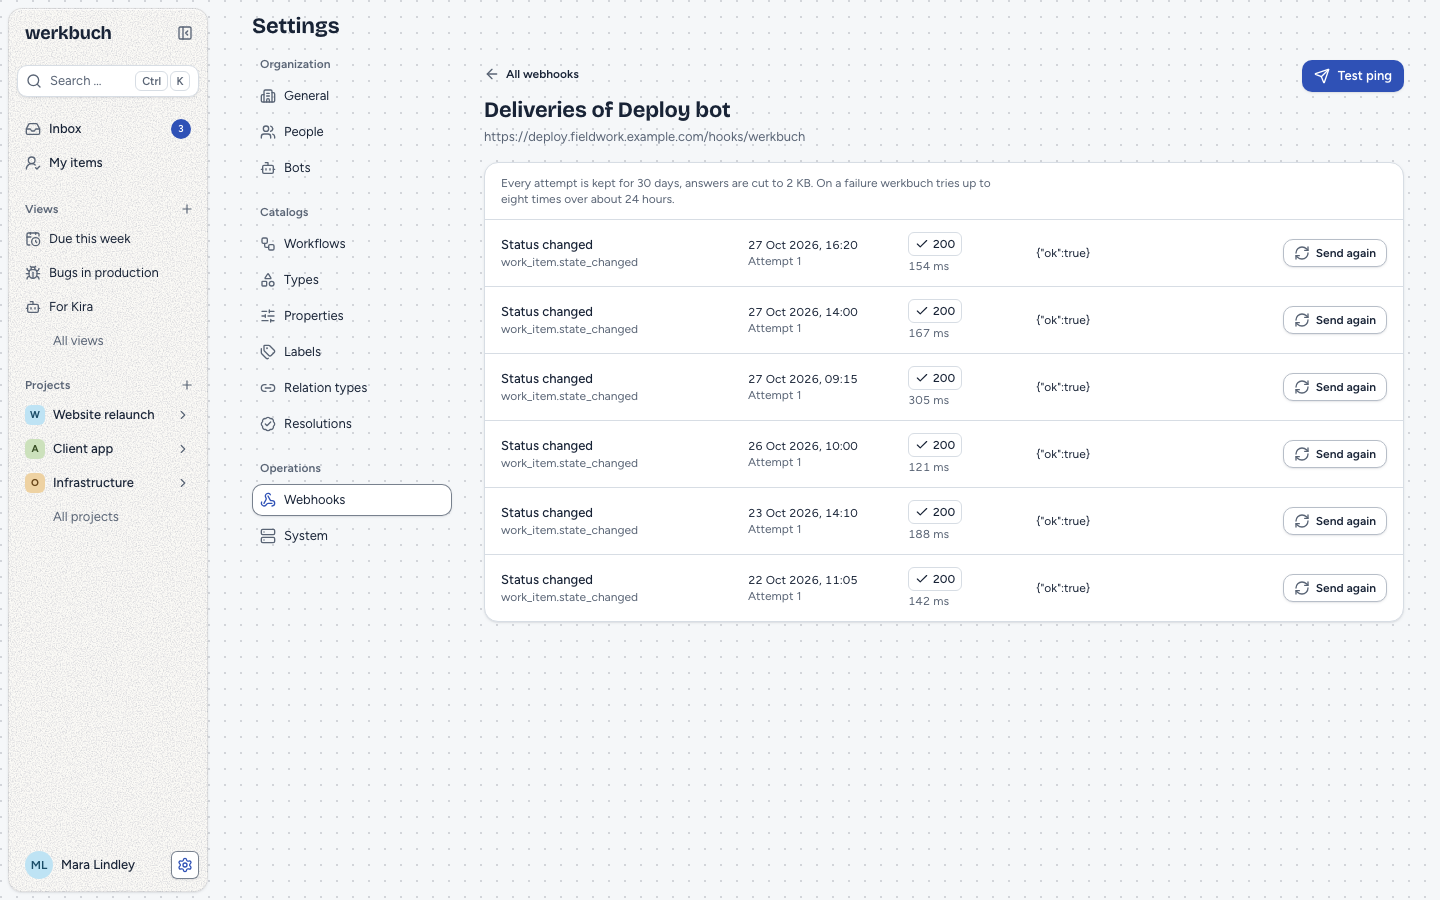 werkbuch
Search ...
Ctrl
K
Inbox
3
My items
Views
Due this week
Bugs in production
For Kira
All views
Projects
W
Website relaunch
A
Client app
O
Infrastructure
All projects
ML
Mara Lindley
Settings
Organization
General
People
Bots
Catalogs
Workflows
Types
Properties
Labels
Relation types
Resolutions
Operations
Webhooks
System
All webhooks
Test ping
Deliveries of Deploy bot
https://deploy.fieldwork.example.com/hooks/werkbuch
Every attempt is kept for 30 days, answers are cut to 2 KB. On a failure werkbuch tries up to
eight times over about 24 hours.
Status changed
work_item.state_changed
27 Oct 2026, 16:20
Attempt 1
200
154 ms
{"ok":true}
Send again
Status changed
work_item.state_changed
27 Oct 2026, 14:00
Attempt 1
200
167 ms
{"ok":true}
Send again
Status changed
work_item.state_changed
27 Oct 2026, 09:15
Attempt 1
200
305 ms
{"ok":true}
Send again
Status changed
work_item.state_changed
26 Oct 2026, 10:00
Attempt 1
200
121 ms
{"ok":true}
Send again
Status changed
work_item.state_changed
23 Oct 2026, 14:10
Attempt 1
200
188 ms
{"ok":true}
Send again
Status changed
work_item.state_changed
22 Oct 2026, 11:05
Attempt 1
200
142 ms
{"ok":true}
Send again